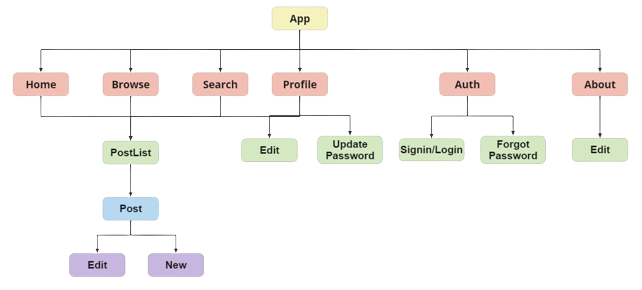 App
Home
Browse
Search
Profile
Auth
About
PostList
Edit
Update
Password
Signin/Login
Forgot
Password
Edit
Post
Edit
New